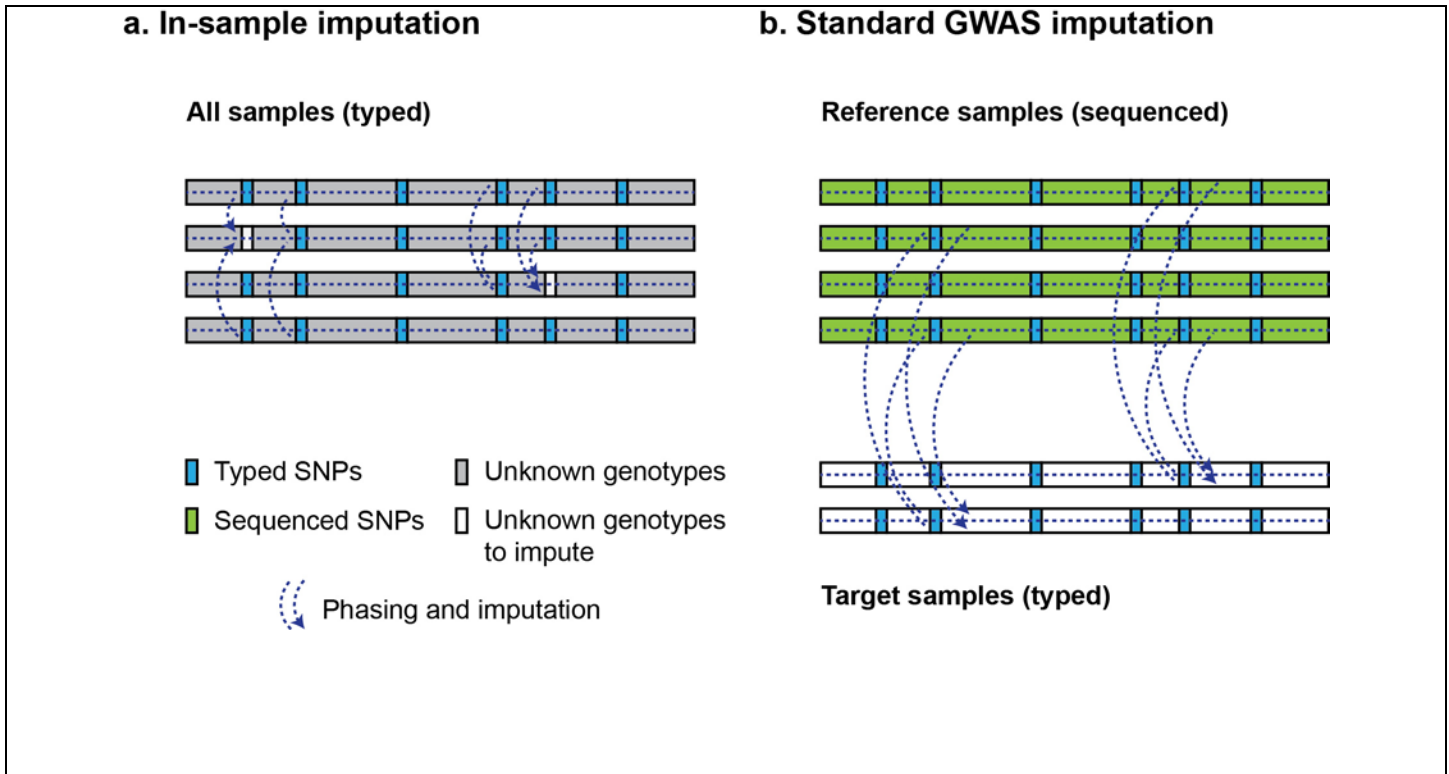 a. In-sample imputation
All samples (typed)
Typed SNPs
Sequenced SNPs
Unknown genotypes
Unknown genotypes
to impute
Phasing and imputation
b. Standard GWAS imputation
Reference samples (sequenced)
Target samples (typed)